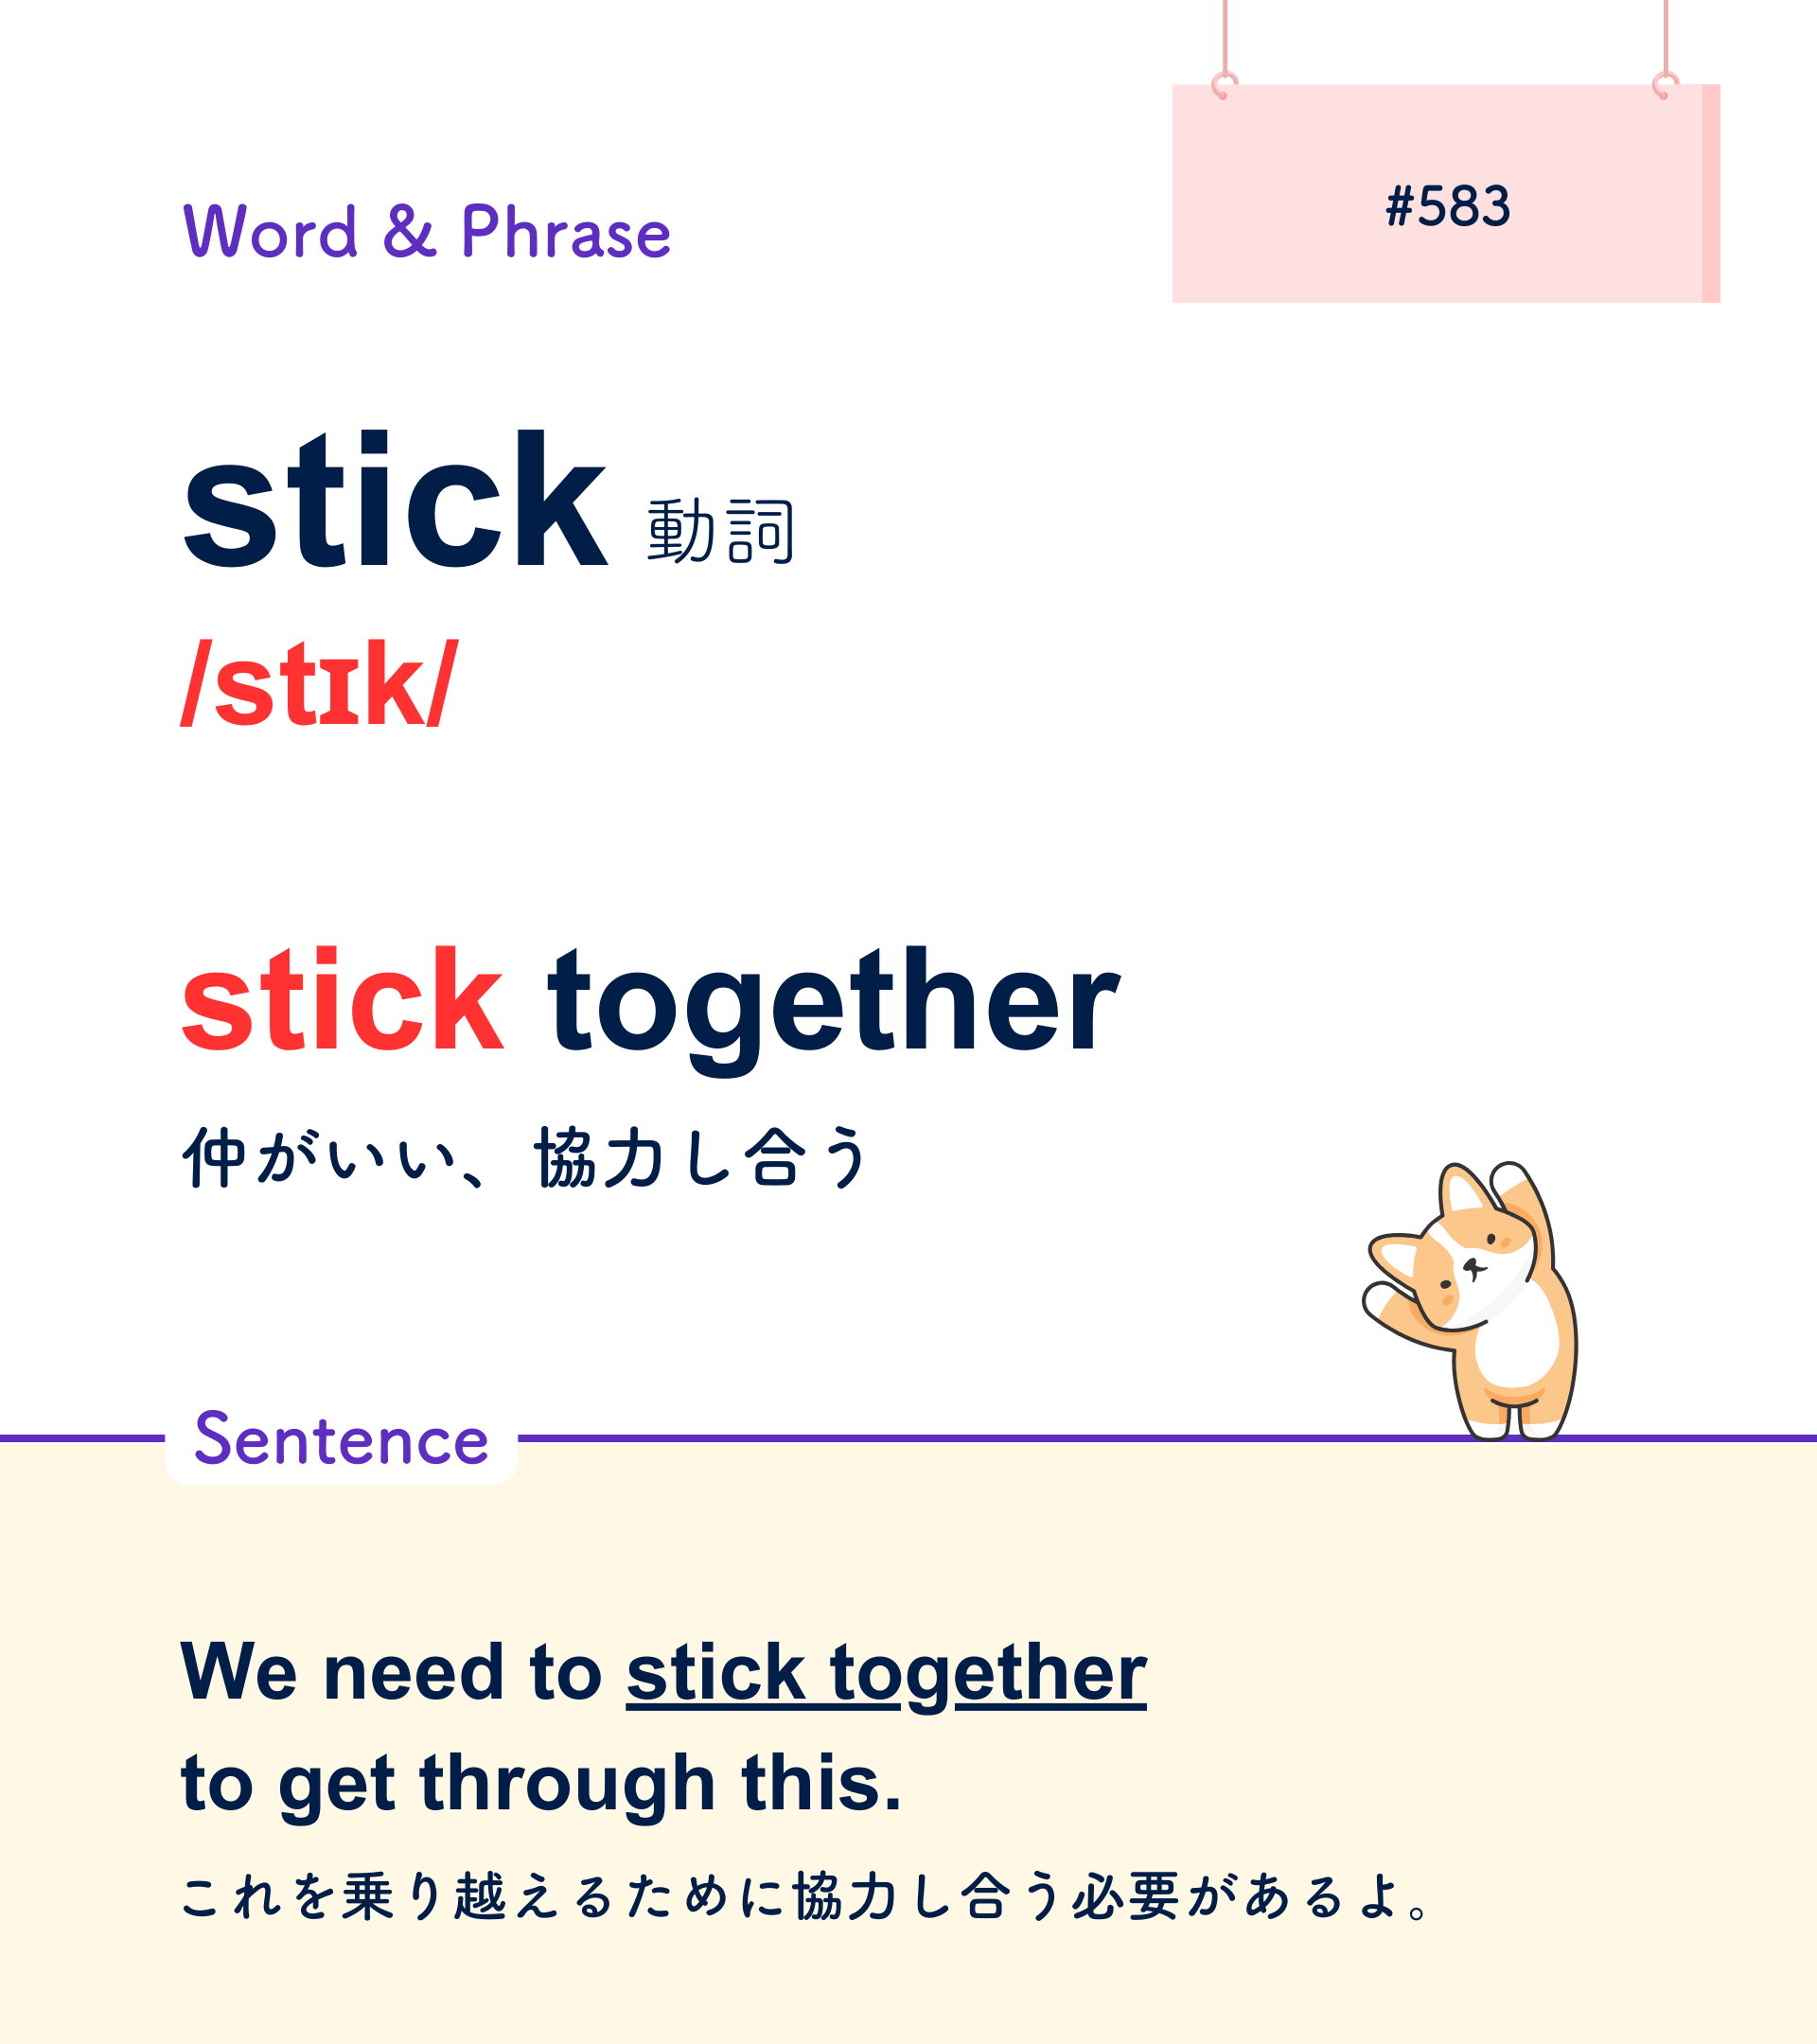 #583
Word & Phrase
stick 動詞
/stɪk/
stick together
仲がいい、協力し合う
Sentence
We need to stick together
to get through this.
これを乗り越えるために協力し合う必要があるよ。